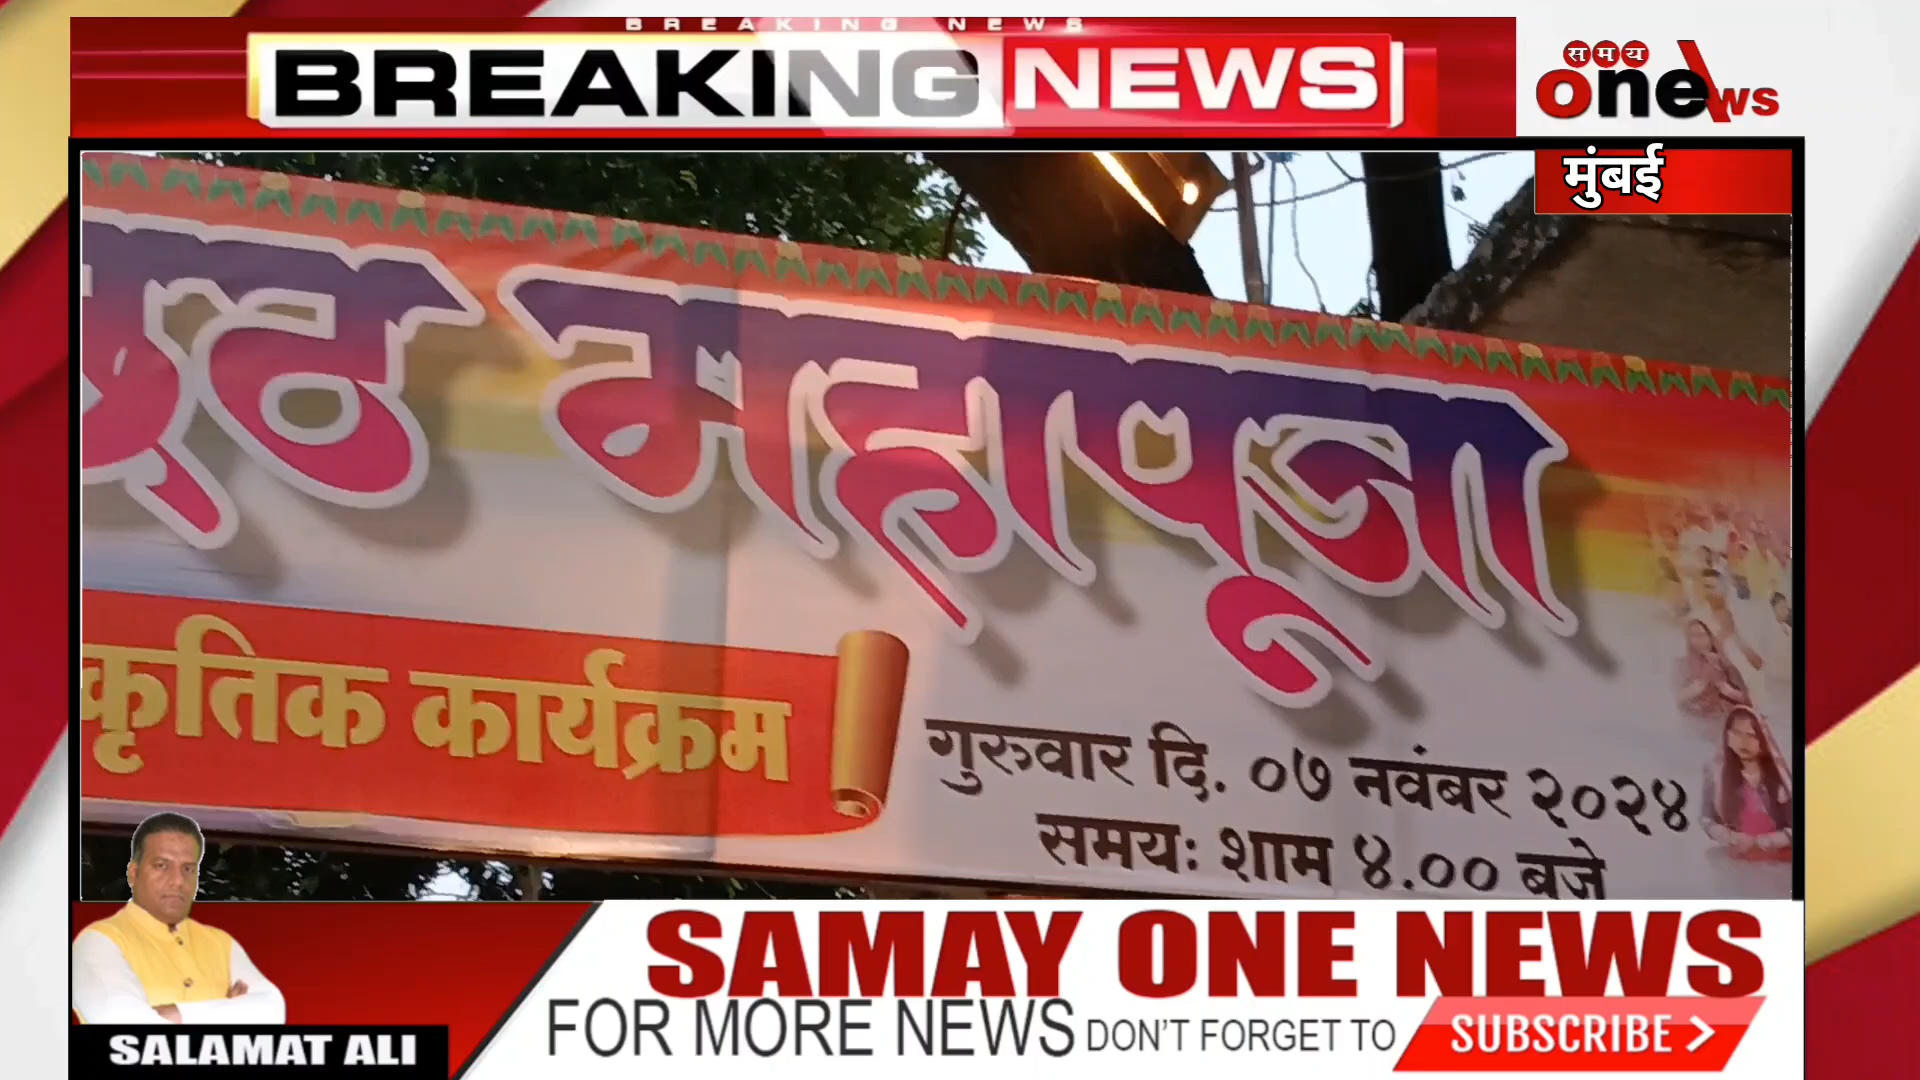 BREAKING NEWS
BREAKING NEWS
समय
oneWS
मुंबई
महापूजा
कार्यक्रम
गुरुवार दि. ०७ नवंबर २०२४
समय: शाम ४.०० बजे
SAMAY ONE NEWS
FOR MORE NEWS DON'T FORGET TO SUBSCRIBE >
SALAMAT ALI